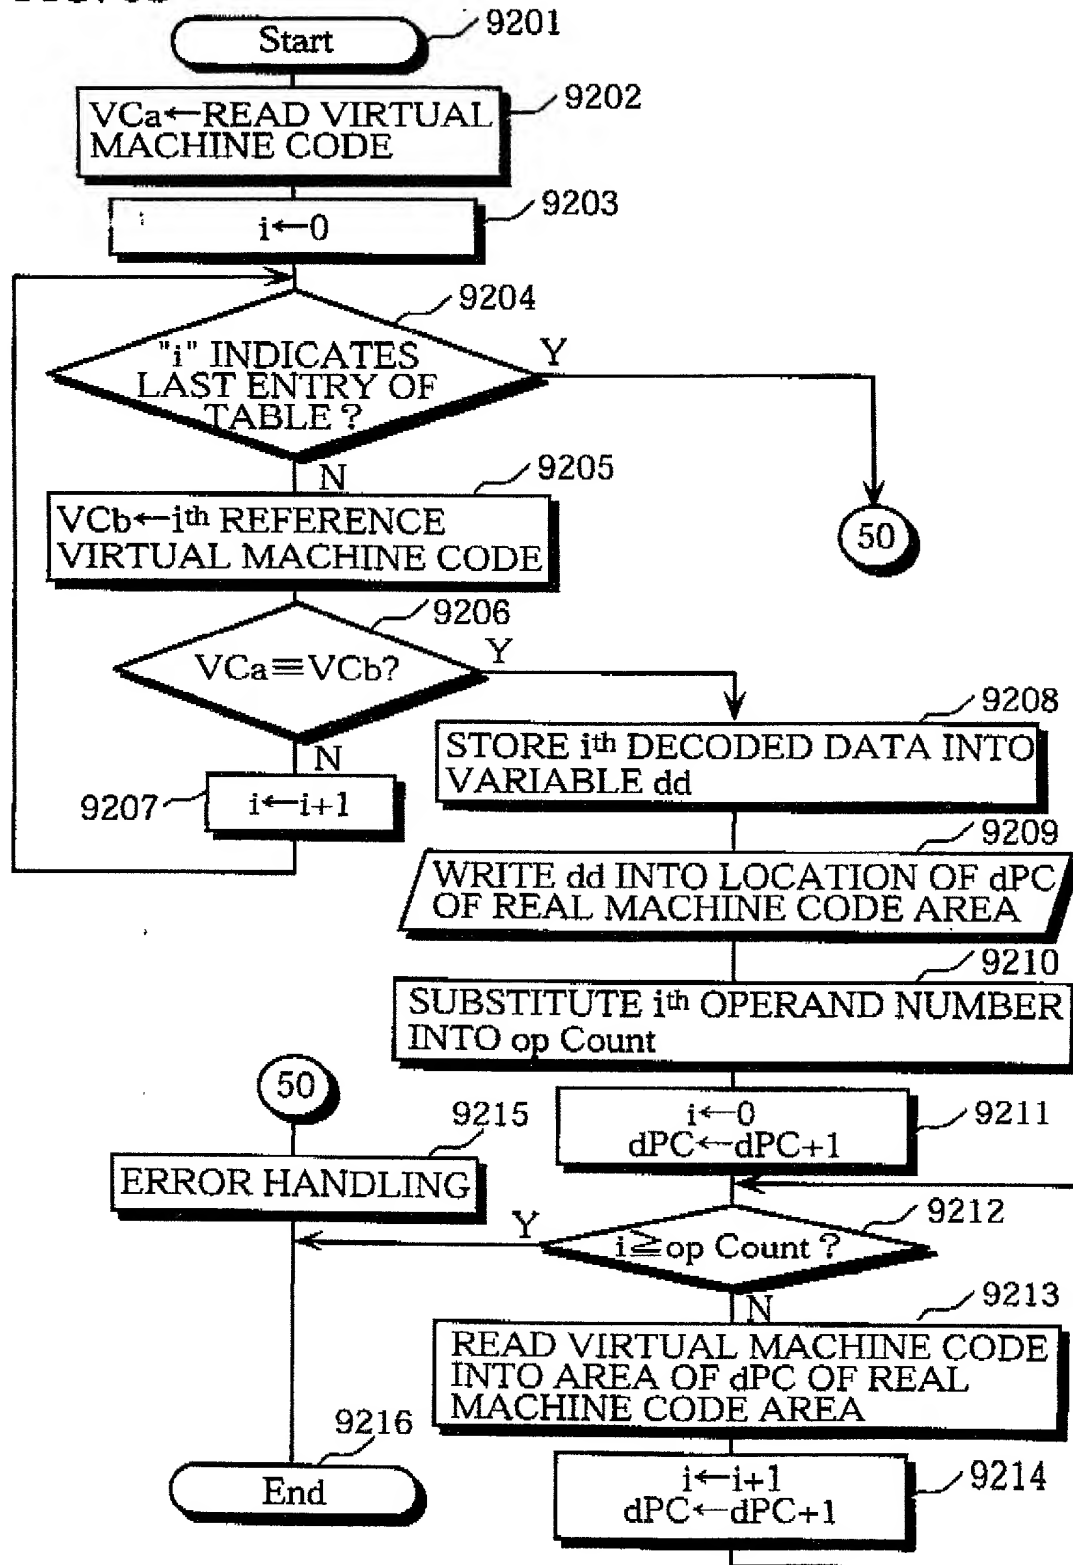 Start
9201
VCa←READ VIRTUAL
MACHINE CODE
9202
i←0
9203
"i" INDICATES
LAST ENTRY OF
TABLE ?
9204
Y
N
50
VCb←ith REFERENCE
VIRTUAL MACHINE CODE
9205
VCa≡VCb?
9206
Y
N
9207
i←i+1
STORE ith DECODED DATA INTO
VARIABLE dd
9208
WRITE dd INTO LOCATION OF dPC
OF REAL MACHINE CODE AREA
9209
SUBSTITUTE ith OPERAND NUMBER
INTO op Count
9210
i←0
dPC←dPC+1
9211
50
ERROR HANDLING
9215
i≧op Count ?
9212
Y
N
READ VIRTUAL MACHINE CODE
INTO AREA OF dPC OF REAL
MACHINE CODE AREA
9213
i←i+1
dPC←dPC+1
9214
End
9216